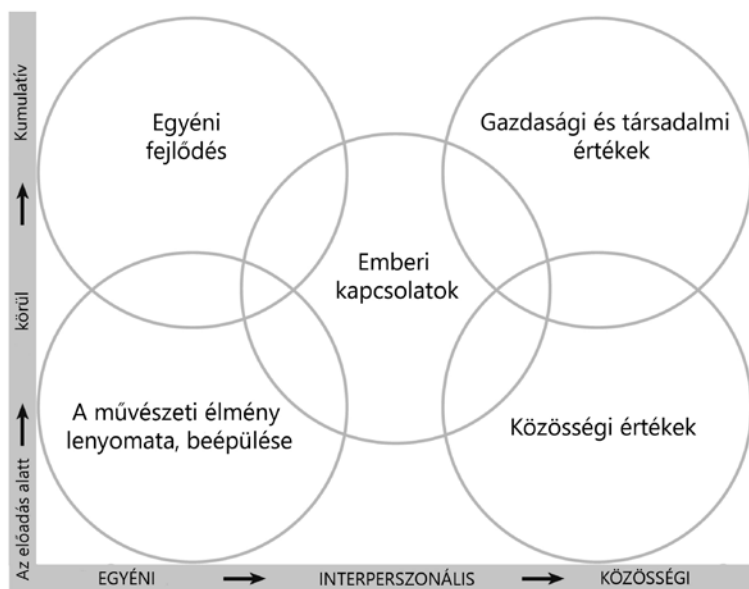 Kumulatív
körül
Az előadás alatt
Egyéni
fejlődés
Gazdasági és társadalmi
értékek
Emberi
kapcsolatok
A művészeti élmény
lenyomata, beépülése
Közösségi értékek
EGYÉNI
INTERPERSZONÁLIS
KÖZÖSSÉGI